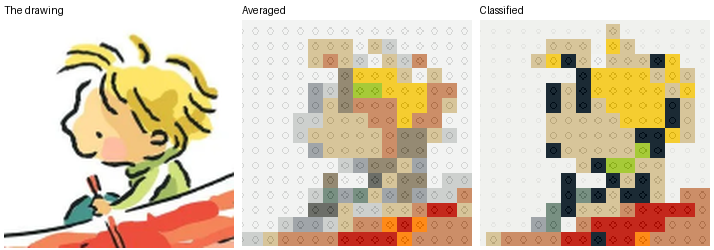 The drawing
Averaged
Classified